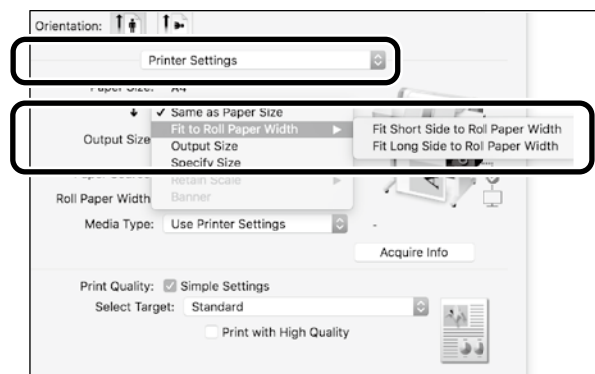 Orientation:
Printer Settings
Paper Size: A4
✓ Same as Paper Size
Fit to Roll Paper Width ▶ Fit Short Side to Roll Paper Width
Output Size Output Size Fit Long Side to Rol Paper Width
Specify Size
Retain Scale
Roll Paper Width Banner
Media Type: Use Printer Settings -
Acquire Info
Print Quality: Simple Settings
Select Target: Standard
Print with High Quality